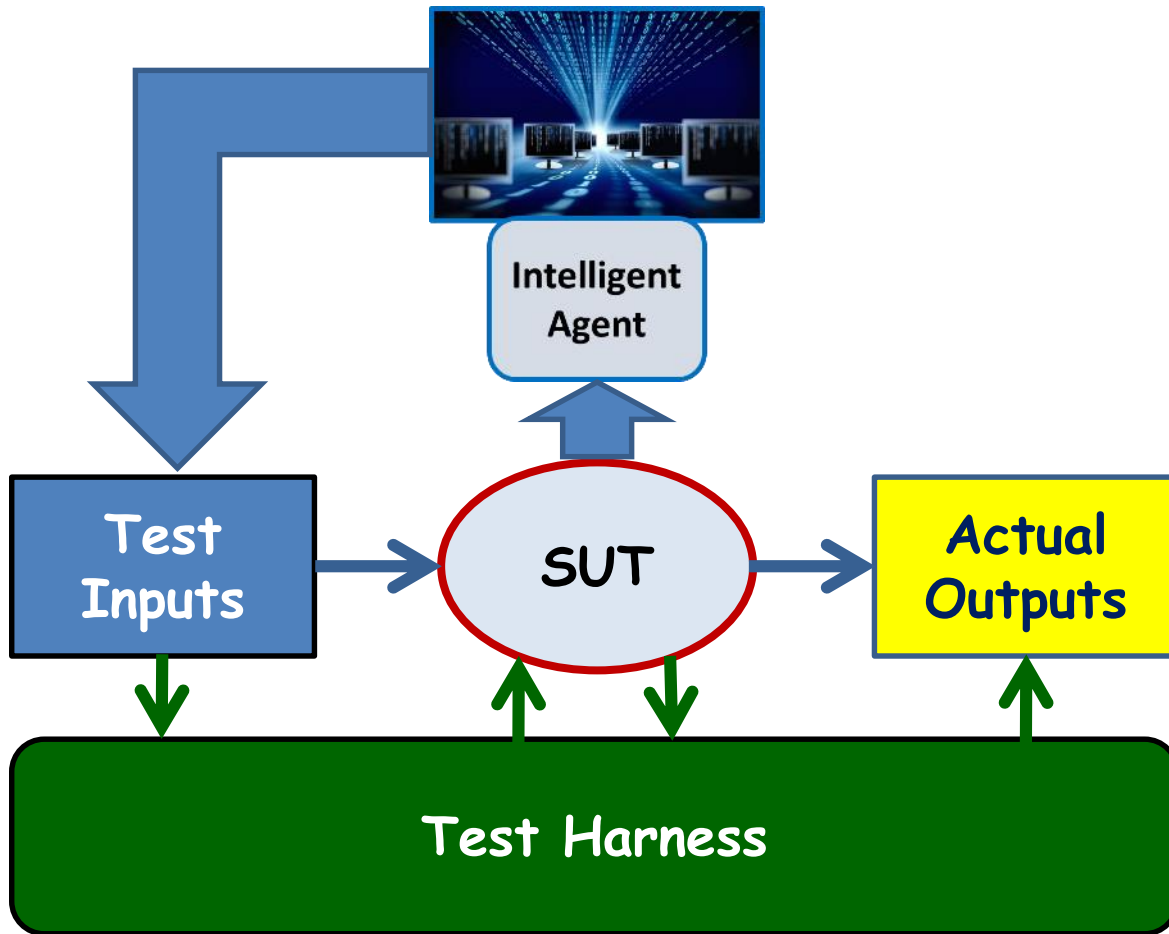 Intelligent
Agent
Test
Inputs
SUT
Actual
Outputs
Test Harness